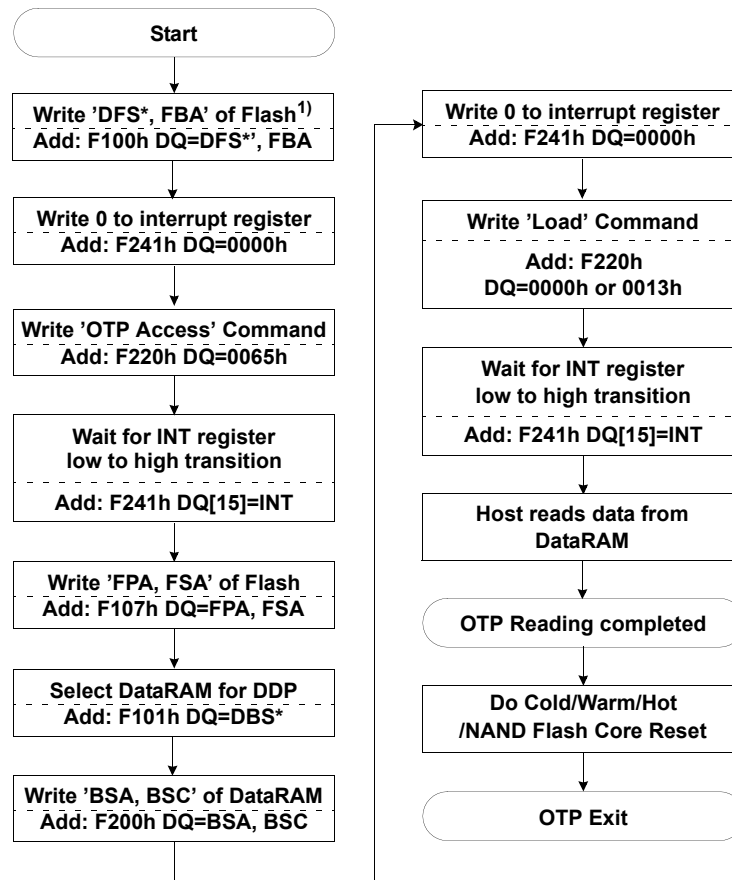 Start
Write 'DFS*, FBA' of Flash1)
Add: F100h DQ=DFS*', FBA
Write 0 to interrupt register
Add: F241h DQ=0000h
Write 'OTP Access' Command
Add: F220h DQ=0065h
Wait for INT register
low to high transition
Add: F241h DQ[15]=INT
Write 'FPA, FSA' of Flash
Add: F107h DQ=FPA, FSA
Select DataRAM for DDP
Add: F101h DQ=DBS*
Write 'BSA, BSC' of DataRAM
Add: F200h DQ=BSA, BSC
Write 0 to interrupt register
Add: F241h DQ=0000h
Write 'Load' Command
Add: F220h
DQ=0000h or 0013h
Wait for INT register
low to high transition
Add: F241h DQ[15]=INT
Host reads data from
DataRAM
OTP Reading completed
Do Cold/Warm/Hot
/NAND Flash Core Reset
OTP Exit